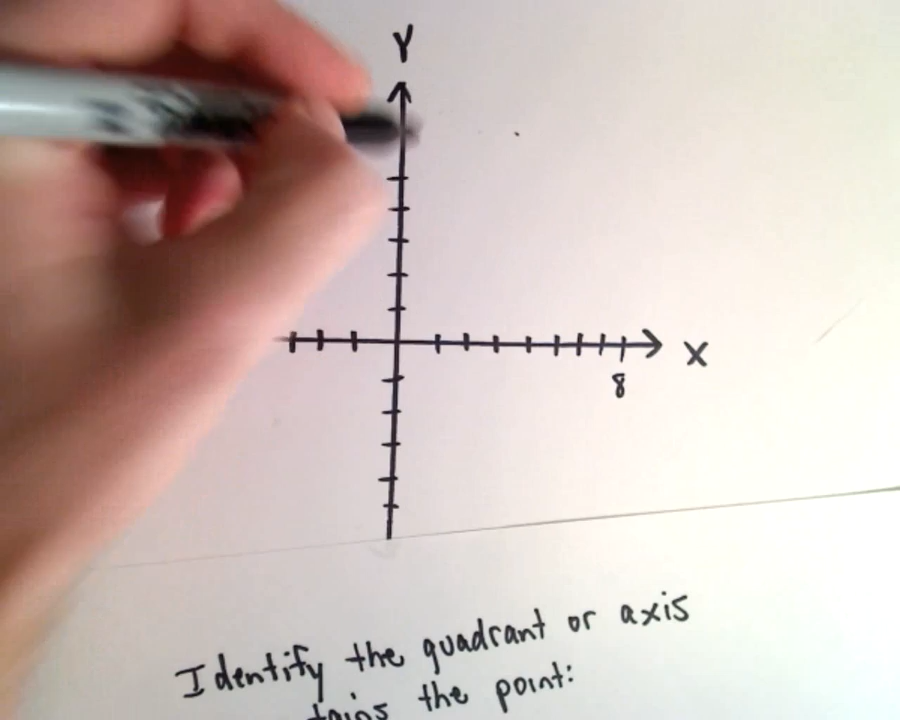 Y
X
8
Identify the quadrant or axis
the point: